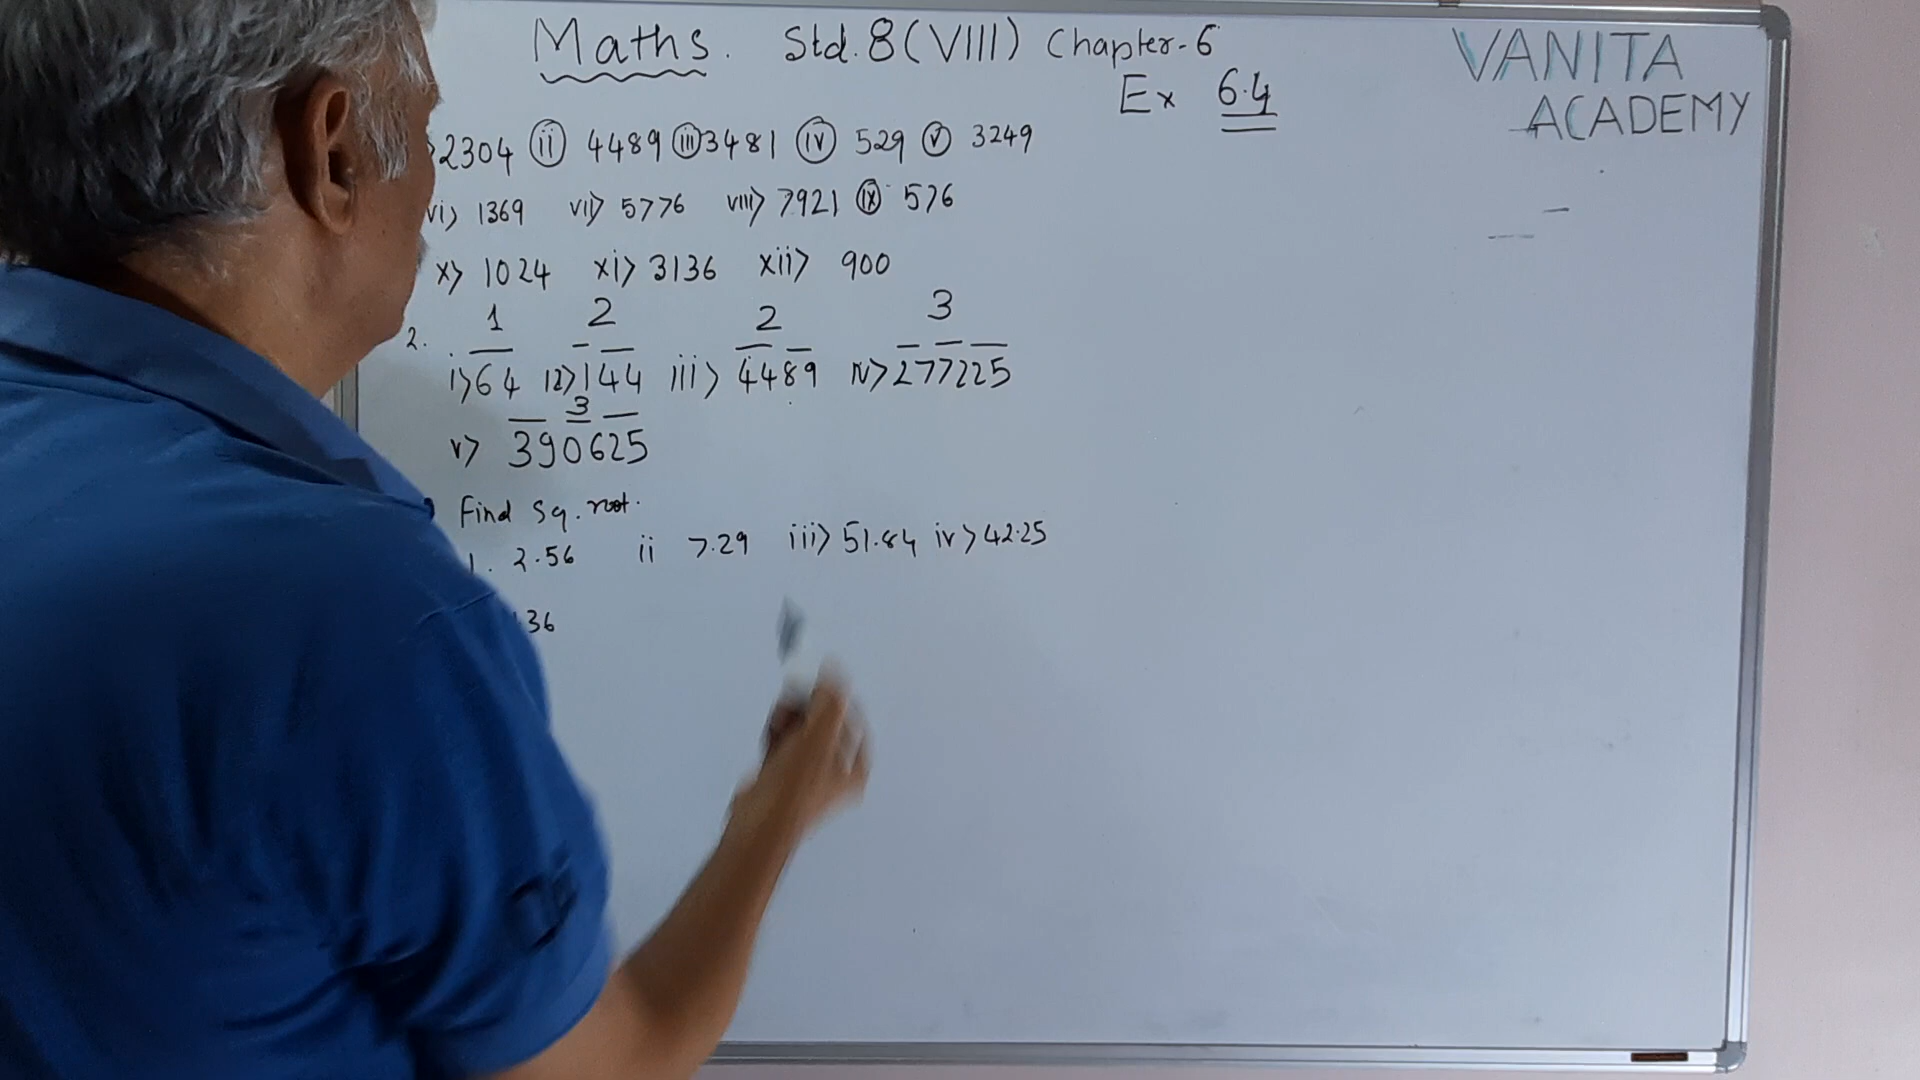 Maths. Std. 8 (VIII) Chapter-6
Ex 6.4
VANITA
ACADEMY
2304 ii 4489 iii 3481 iv 529 v 3249
vi> 1369 vii> 5776 viii> 7921 ix 576
x> 1024 xi> 3136 xii> 900
1 2 2 3
2. i> 64 12> 144 iii> 4489 iv> 277225
3
v> 390625
Find sq. root.
1. 2.56 ii 7.29 iii> 51.84 iv> 42.25
36